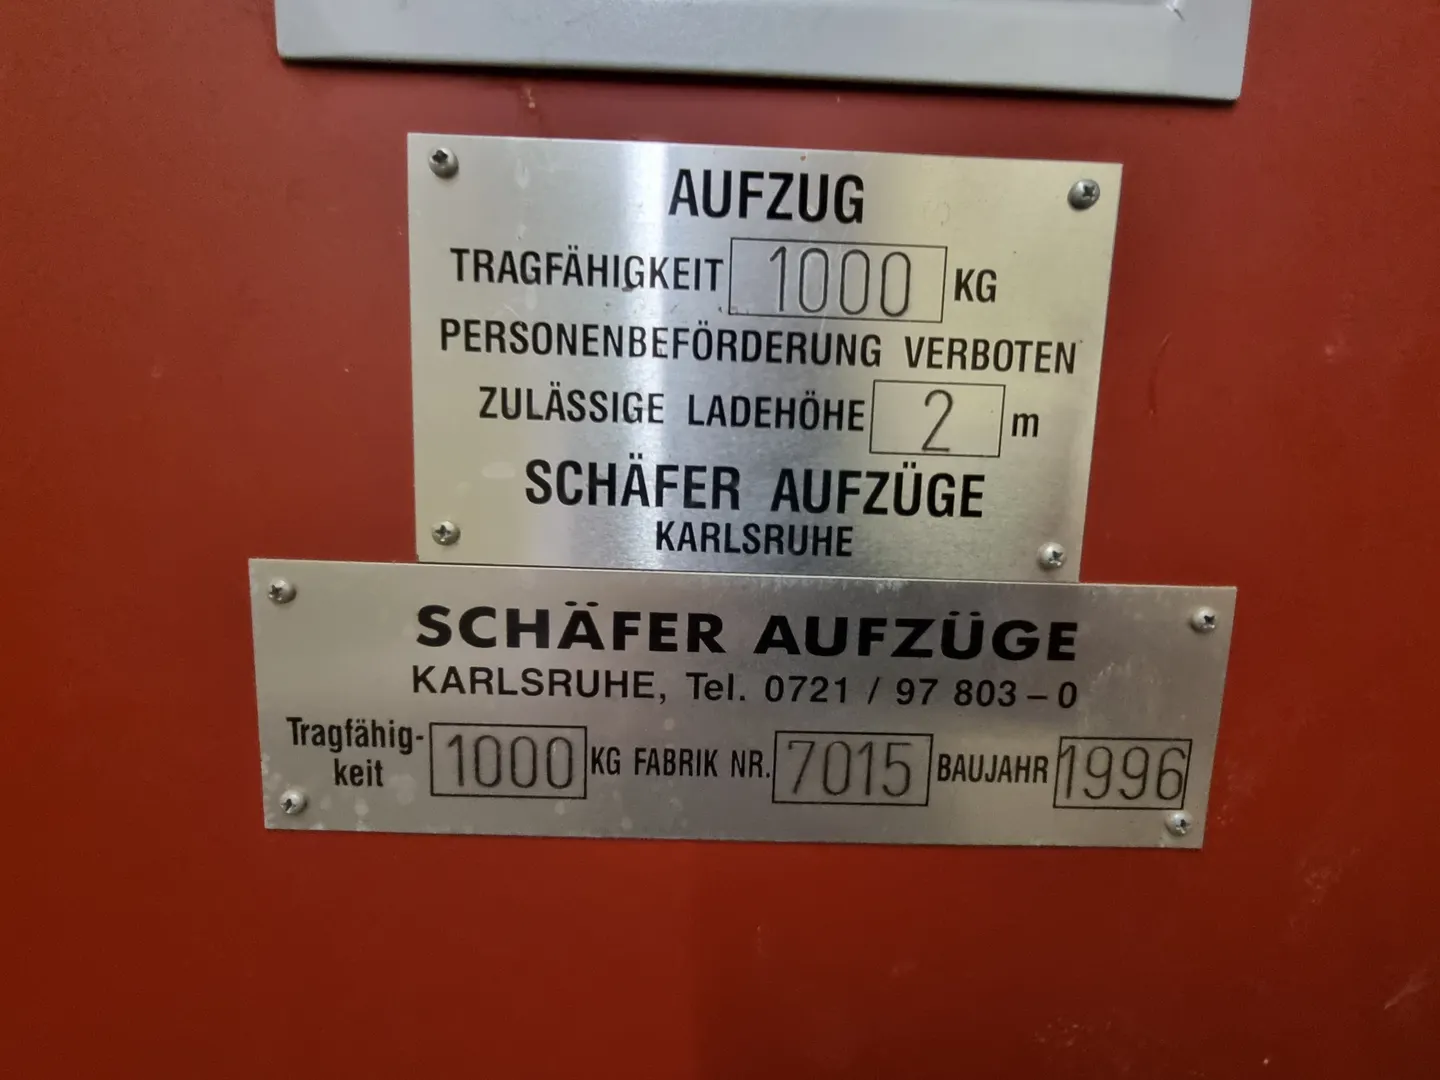 AUFZUG
TRAGFÄHIGKEIT 1000 KG
PERSONENBEFÖRDERUNG VERBOTEN
ZULÄSSIGE LADEHÖHE 2 m
SCHÄFER AUFZÜGE
KARLSRUHE
SCHÄFER AUFZÜGE
KARLSRUHE, Tel. 0721 / 97 803 – 0
Tragfähig-
keit 1000 KG FABRIK NR. 7015 BAUJAHR 1996